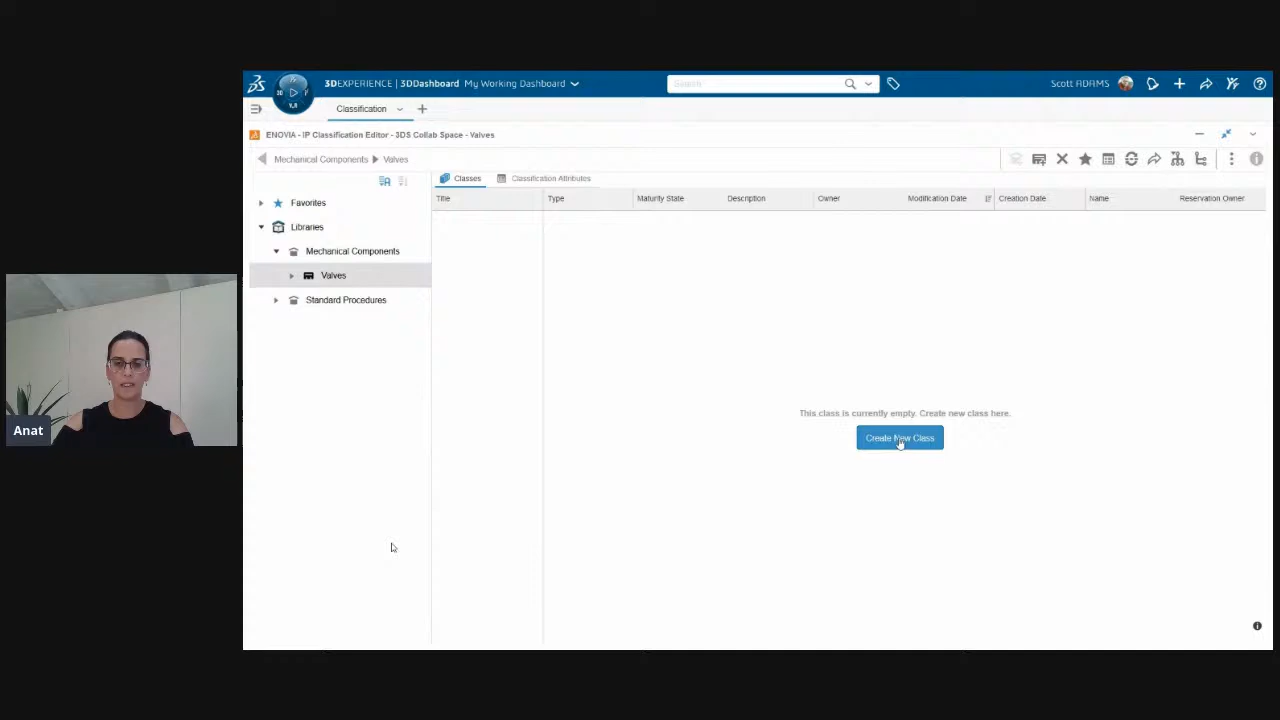 3DEXPERIENCE | 3DDashboard My Working Dashboard
Search
Scott ADAMS
Classification
ENOVIA - IP Classification Editor - 3DS Collab Space - Valves
Mechanical Components Valves
Classes Classification Attributes
Title Type Maturity State Description Owner Modification Date Creation Date Name Reservation Owner
Favorites
Libraries
Mechanical Components
Valves
Standard Procedures
This class is currently empty. Create new class here.
Create New Class
Anat